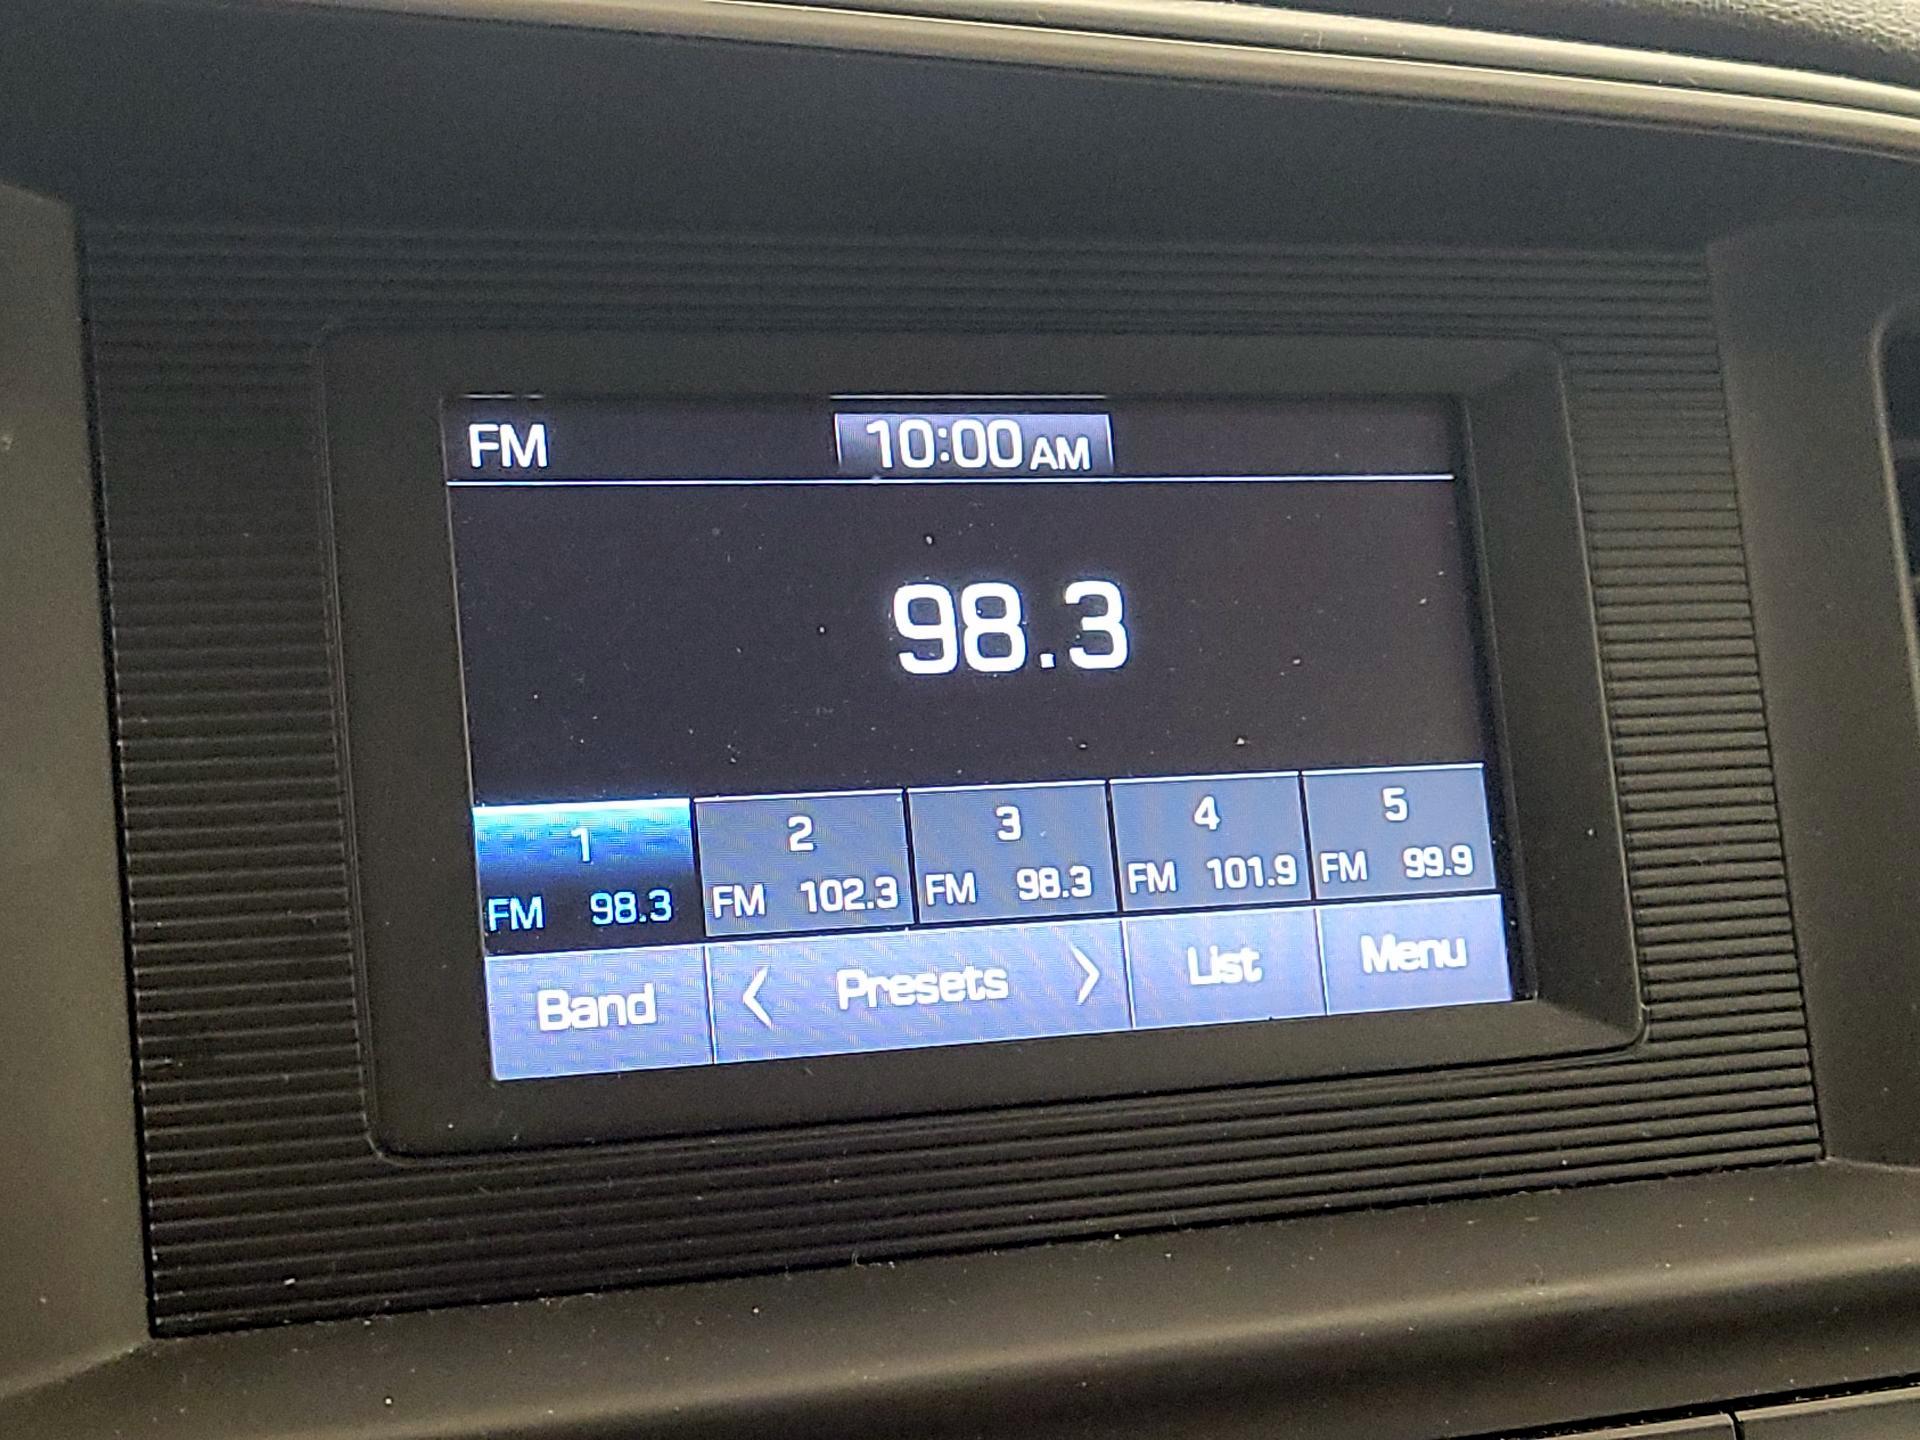 FM 10:00 AM
98.3
1 2 3 4 5
FM 98.3 FM 102.3 FM 98.3 FM 101.9 FM 99.9
Band < Presets > List Menu